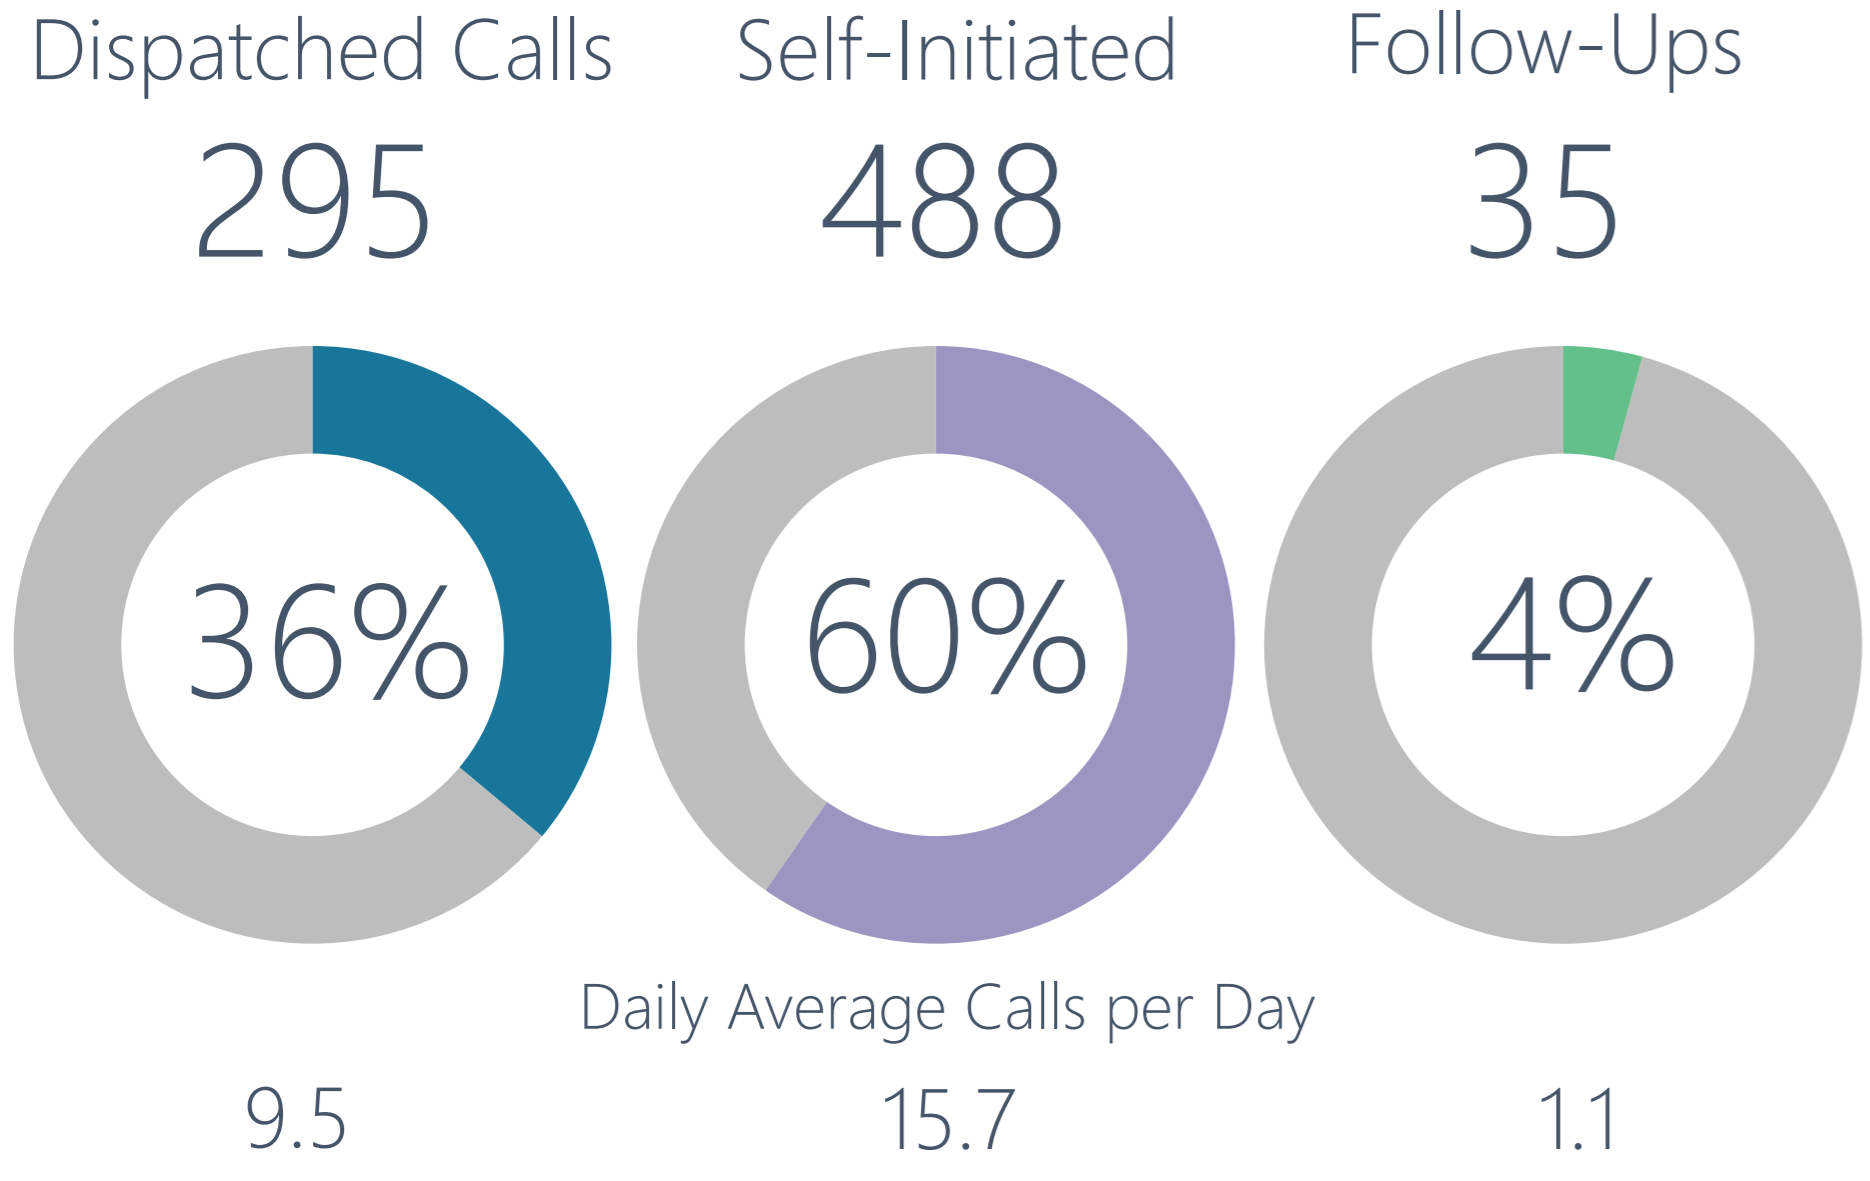 Dispatched Calls Self-Initiated Follow-Ups
295 488 35
36% 60% 4%
Daily Average Calls per Day
9.5 15.7 1.1